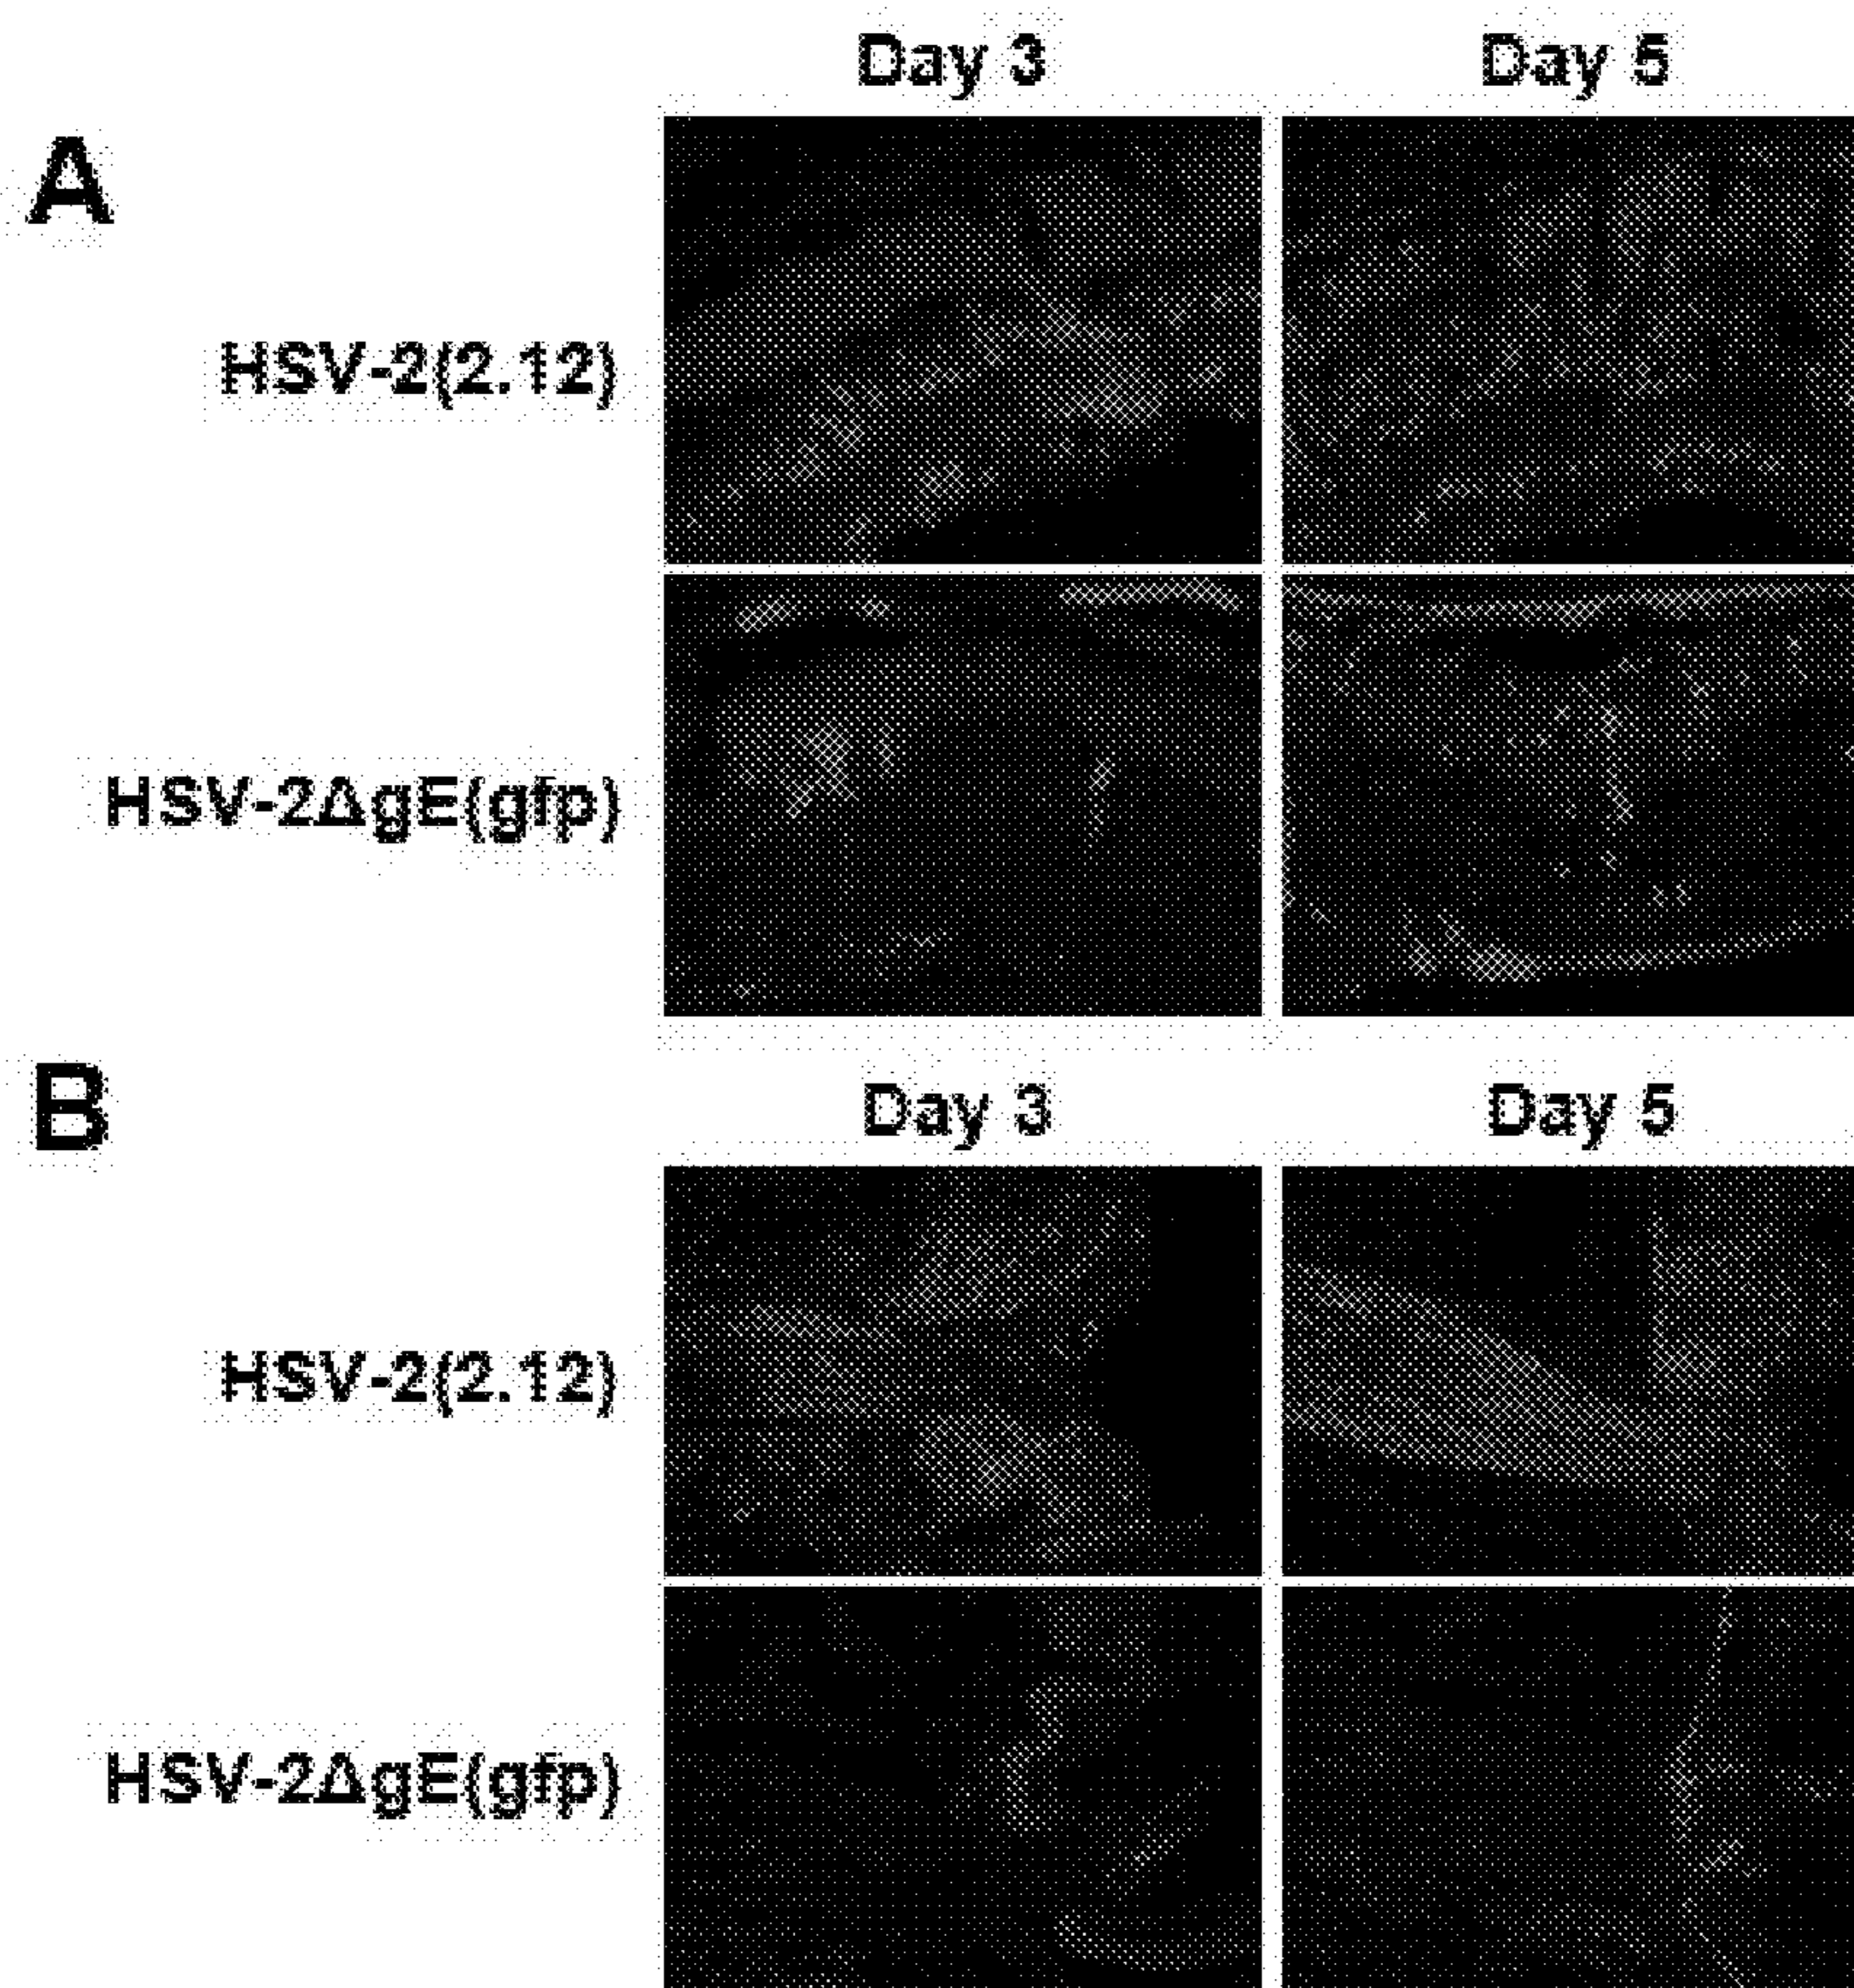 Day 3 Day 5
A
HSV-2(2.12)
HSV-2ΔgE(gfp)
B
Day 3 Day 5
HSV-2(2.12)
HSV-2ΔgE(gfp)